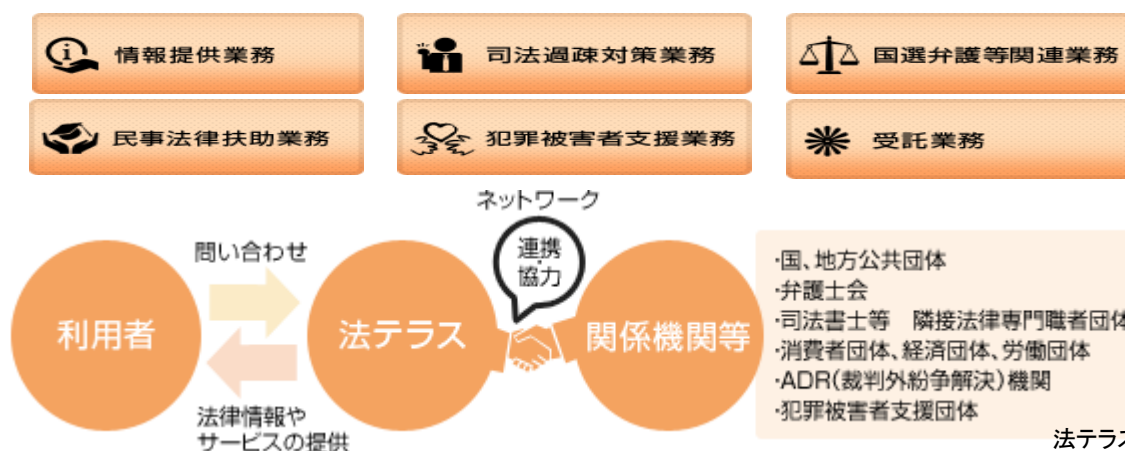 情報提供業務
司法過疎対策業務
国選弁護等関連業務
民事法律扶助業務
犯罪被害者支援業務
受託業務
ネットワーク
連携・
協力
問い合わせ
利用者
法テラス
関係機関等
法律情報や
サービスの提供
・国、地方公共団体
・弁護士会
・司法書士等　隣接法律専門職者団体
・消費者団体、経済団体、労働団体
・ADR(裁判外紛争解決)機関
・犯罪被害者支援団体
法テラス